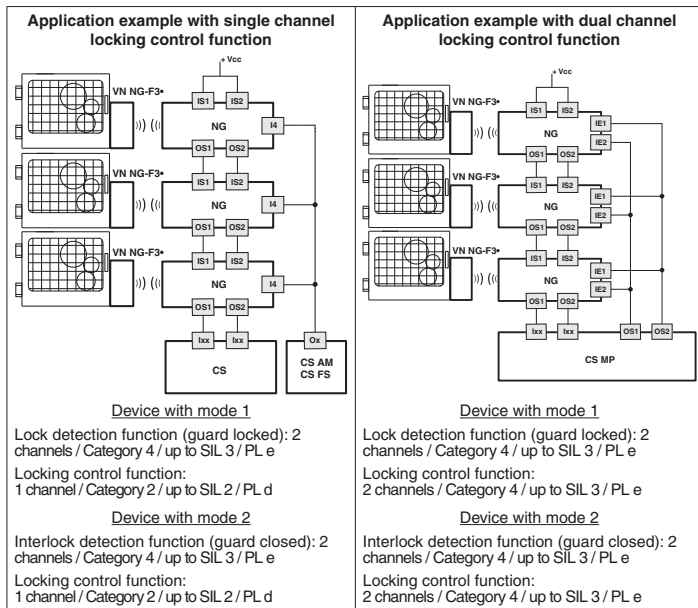 Application example with single channel
locking control function
+ Vcc
VN NG-F3•
IS1
IS2
NG
I4
OS1
OS2
IS1
IS2
VN NG-F3•
NG
I4
OS1
OS2
IS1
IS2
VN NG-F3•
NG
I4
OS1
OS2
Ixx
Ixx
Ox
CS
CS AM
CS FS
Device with mode 1
Lock detection function (guard locked): 2
channels / Category 4 / up to SIL 3 / PL e
Locking control function:
1 channel / Category 2 / up to SIL 2 / PL d
Device with mode 2
Interlock detection function (guard closed): 2
channels / Category 4 / up to SIL 3 / PL e
Locking control function:
1 channel / Category 2 / up to SIL 2 / PL d
Application example with dual channel
locking control function
+ Vcc
VN NG-F3•
IS1
IS2
IE1
NG
IE2
OS1
OS2
IS1
IS2
VN NG-F3•
IE1
NG
IE2
OS1
OS2
IS1
IS2
VN NG-F3•
IE1
NG
IE2
OS1
OS2
Ixx
Ixx
OS1
OS2
CS MP
Device with mode 1
Lock detection function (guard locked): 2
channels / Category 4 / up to SIL 3 / PL e
Locking control function:
2 channels / Category 4 / up to SIL 3 / PL e
Device with mode 2
Interlock detection function (guard closed): 2
channels / Category 4 / up to SIL 3 / PL e
Locking control function:
2 channels / Category 4 / up to SIL 3 / PL e